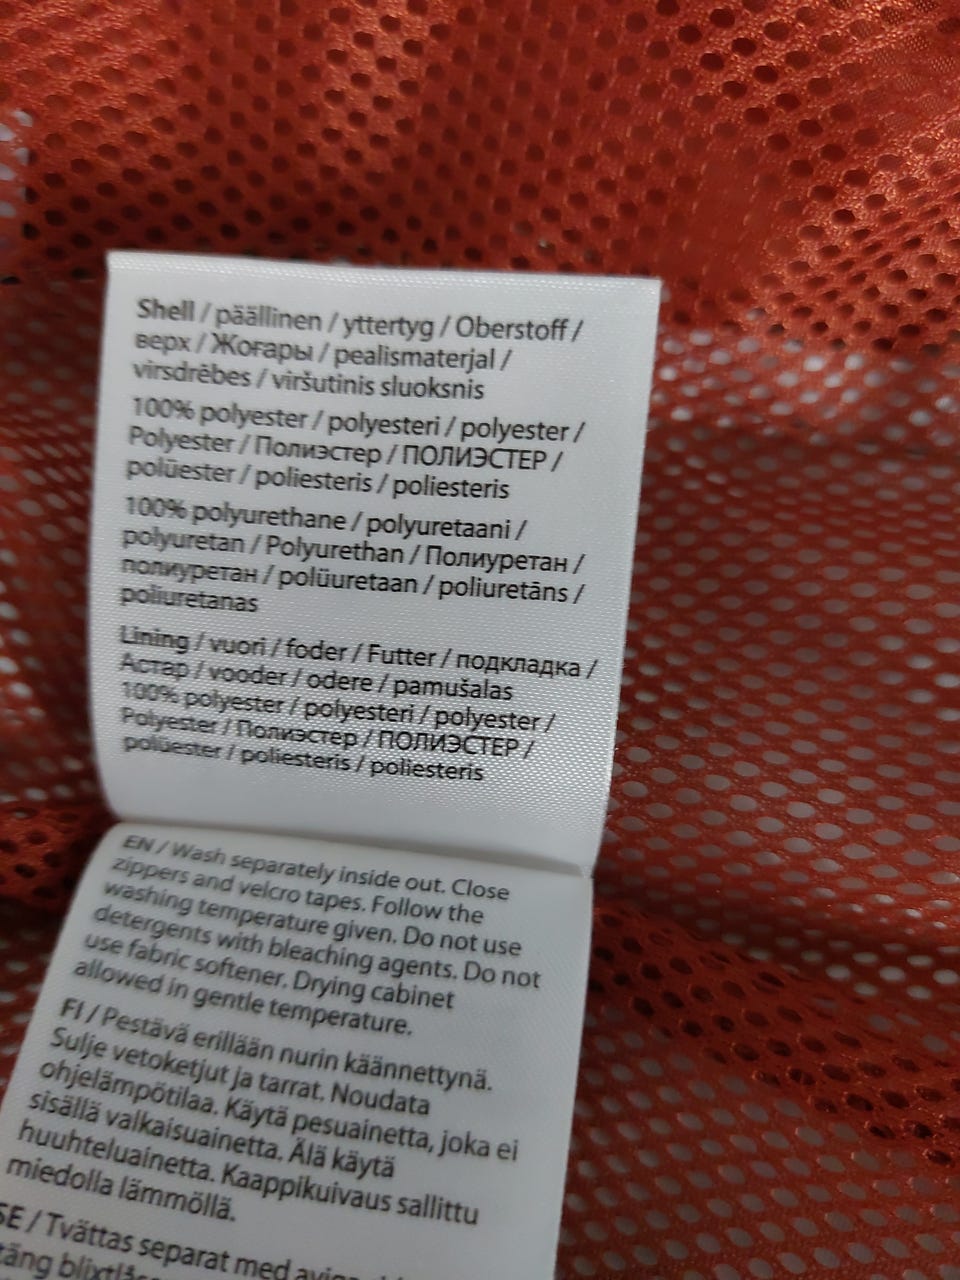 Shell / päällinen / yttertyg / Oberstoff /
верх / Жоғары / pealismaterjal /
virsdrēbes / viršutinis sluoksnis
100% polyester / polyesteri / polyester /
Polyester / Полиэстер / ПОЛИЭСТЕР /
polüester / poliesteris / poliesteris
100% polyurethane / polyuretaani /
polyuretan / Polyurethan / Полиуретан /
полиуретан / polüuretaan / poliuretāns /
poliuretanas
Lining / vuori / foder / Futter / подкладка /
Астар / vooder / odere / pamušalas
100% polyester / polyesteri / polyester /
Polyester / Полиэстер / ПОЛИЭСТЕР /
polüester / poliesteris / poliesteris
EN / Wash separately inside out. Close
zippers and velcro tapes. Follow the
washing temperature given. Do not use
detergents with bleaching agents. Do not
use fabric softener. Drying cabinet
allowed in gentle temperature.
FI / Pestävä erillään nurin käännettynä.
Sulje vetoketjut ja tarrat. Noudata
ohjelämpötilaa. Käytä pesuainetta, joka ei
sisällä valkaisuainetta. Älä käytä
huuhteluainetta. Kaappikuivaus sallittu
miedolla lämmöllä.
SE / Tvättas separat med